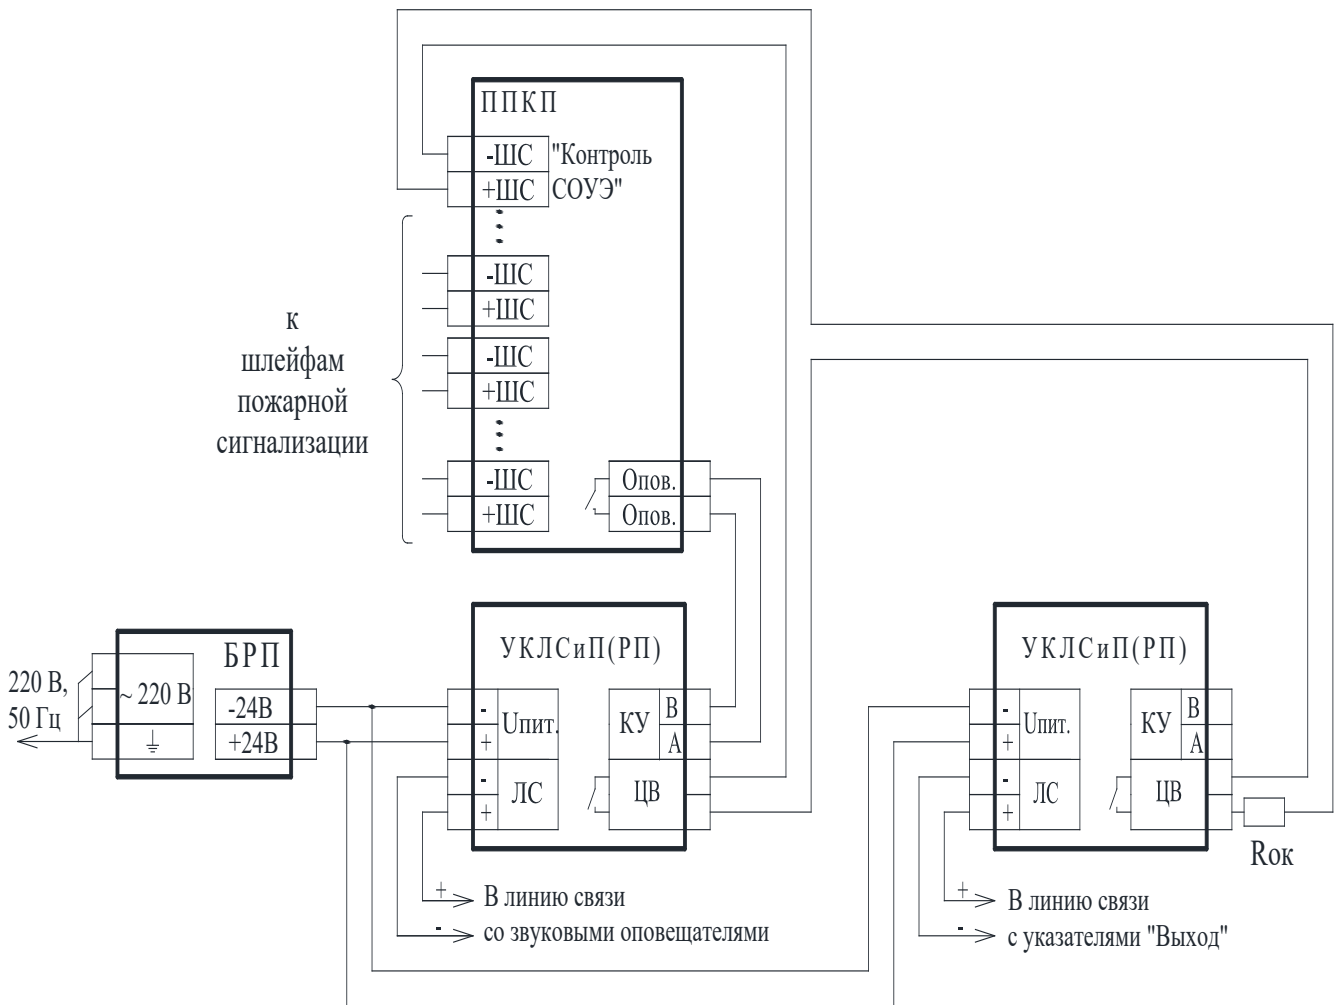 ППКП
-ШС
"Контроль
+ШС
СОУЭ"
-ШС
+ШС
-ШС
+ШС
-ШС
+ШС
к
шлейфам
пожарной
сигнализации
Опов.
Опов.
БРП
220 В,
50 Гц
~ 220 В
-24В
+24В
УКЛСиП(РП)
-
+
Uпит.
-
+
ЛС
КУ
В
А
ЦВ
+
В линию связи
-
со звуковыми оповещателями
УКЛСиП(РП)
-
+
Uпит.
-
+
ЛС
КУ
В
А
ЦВ
Rок
+
В линию связи
-
с указателями "Выход"